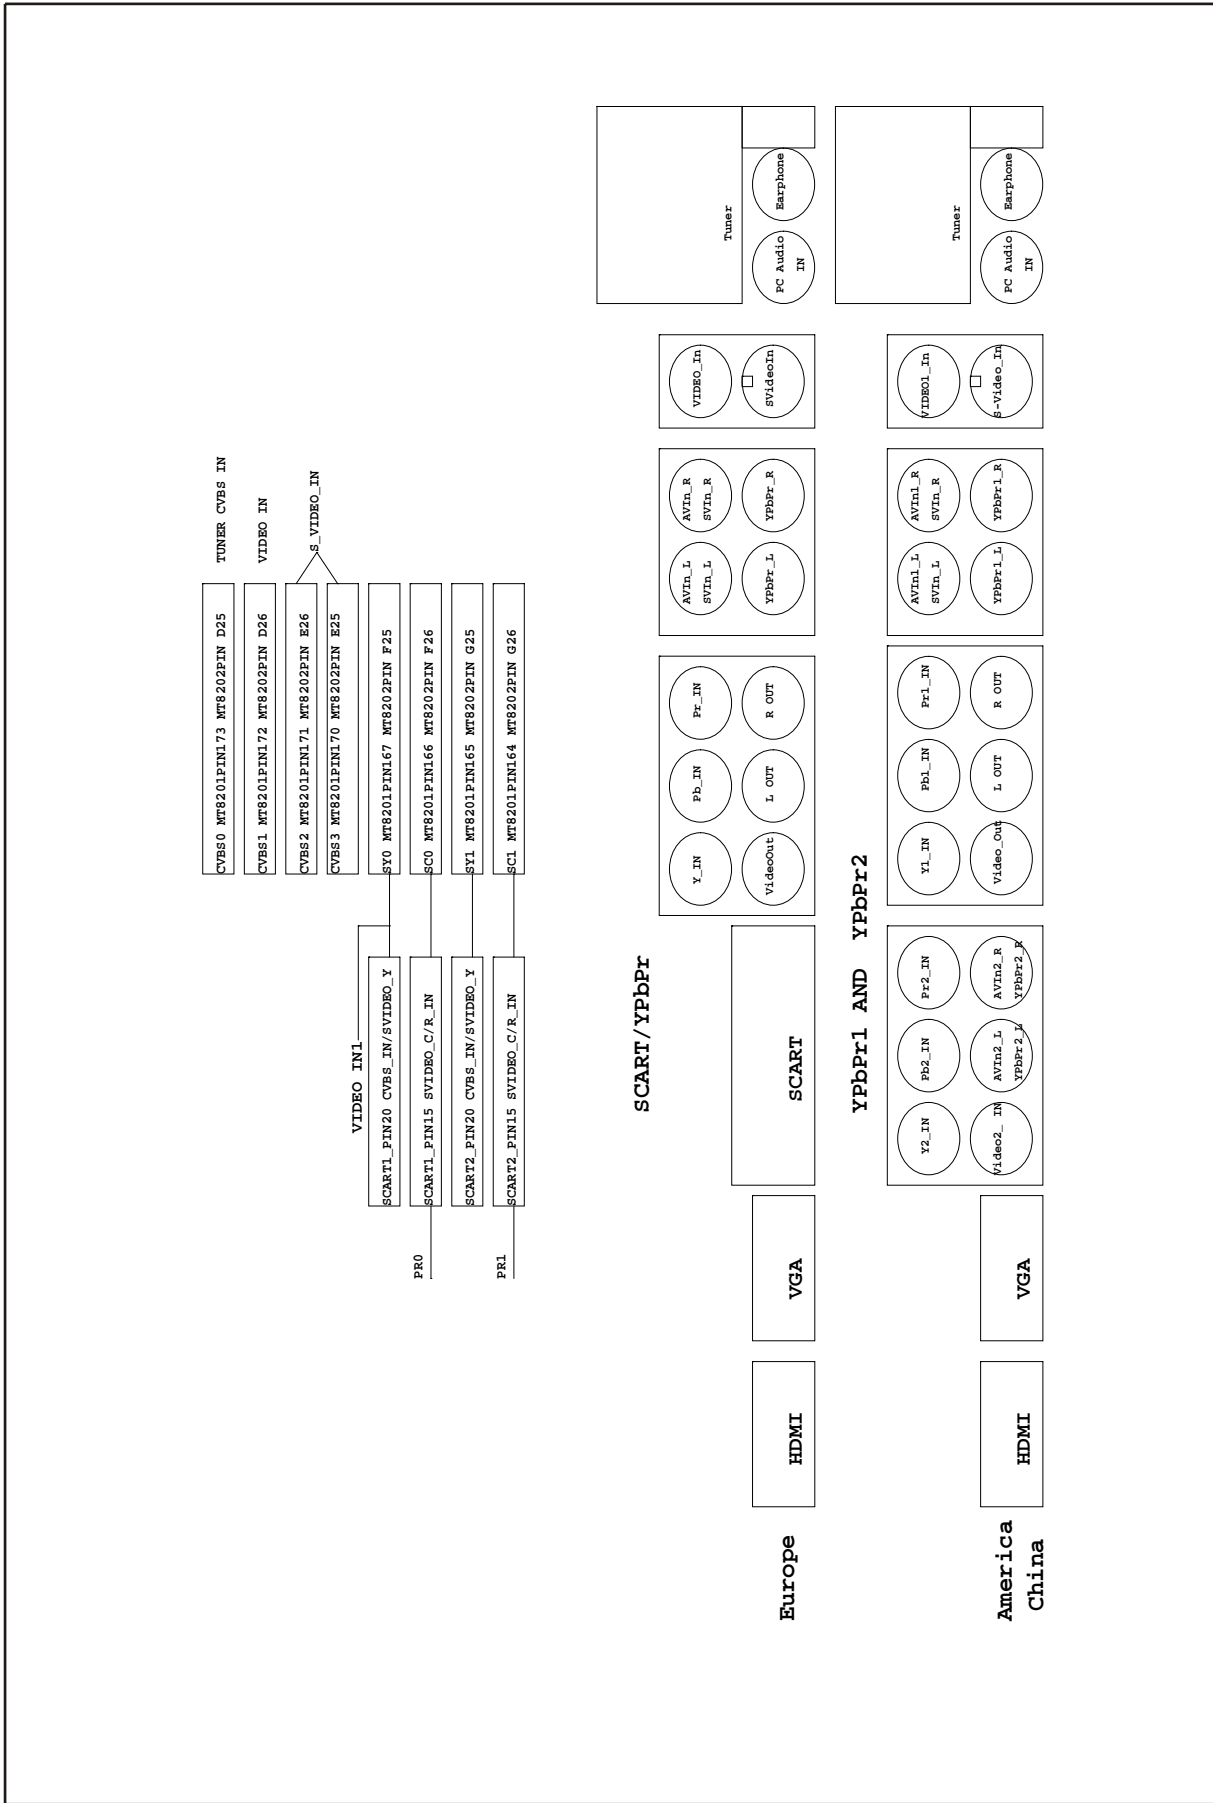 CVBS0 MT8201PIN173 MT8202PIN D25
TUNER CVBS IN
CVBS1 MT8201PIN172 MT8202PIN D26
VIDEO IN
CVBS2 MT8201PIN171 MT8202PIN E26
S_VIDEO_IN
CVBS3 MT8201PIN170 MT8202PIN E25
VIDEO IN1
SCART1_PIN20 CVBS_IN/SVIDEO_Y
SY0 MT8201PIN167 MT8202PIN F25
PR0
SCART1_PIN15 SVIDEO_C/R_IN
SC0 MT8201PIN166 MT8202PIN F26
SCART2_PIN20 CVBS_IN/SVIDEO_Y
SY1 MT8201PIN165 MT8202PIN G25
PR1
SCART2_PIN15 SVIDEO_C/R_IN
SC1 MT8201PIN164 MT8202PIN G26
SCART/YPbPr
Europe
HDMI
VGA
SCART
Y_IN
Pb_IN
Pr_IN
VideoOut
L OUT
R OUT
AVIn_L
SVIn_L
AVIn_R
SVIn_R
YPbPr_L
YPbPr_R
VIDEO_In
SVideoIn
Tuner
PC Audio
IN
Earphone
YPbPr1 AND YPbPr2
America
China
HDMI
VGA
Y2_IN
Pb2_IN
Pr2_IN
Video2_ IN
AVIn2_L
YPbPr2_L
AVIn2_R
YPbPr2_R
Y1_IN
Pb1_IN
Pr1_IN
Video_Out
L OUT
R OUT
AVIn1_L
SVIn_L
AVIn1_R
SVIn_R
YPbPr1_L
YPbPr1_R
VIDEO1_In
S-Video_In
Tuner
PC Audio
IN
Earphone